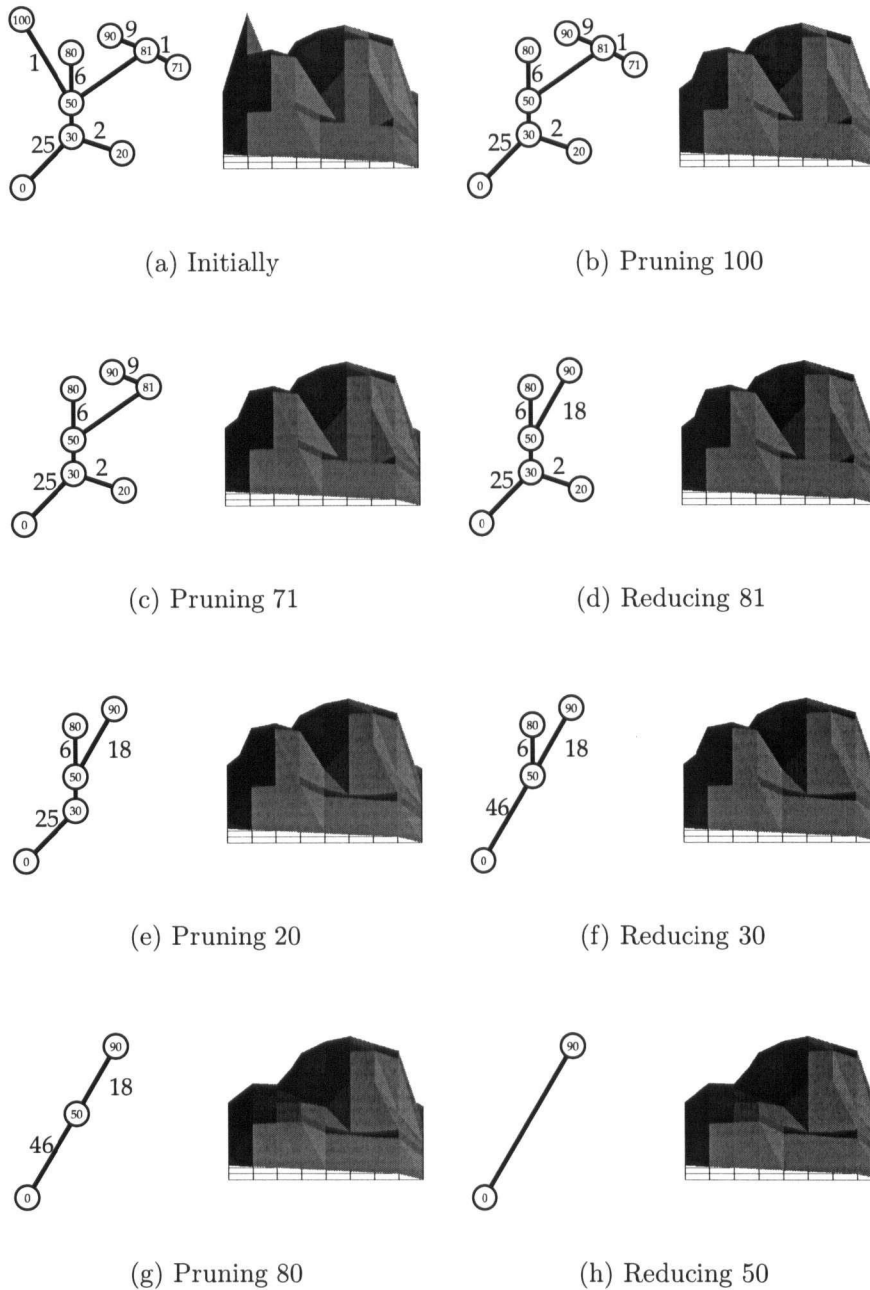 100 1 80 6 90 9 81 1 71
50
25 30 2 20
0
(a) Initially
80 6 90 9 81 1 71
50
25 30 2 20
0
(b) Pruning 100
80 6 90 9 81
50
25 30 2 20
0
(c) Pruning 71
80 6 90 18
50
25 30 2 20
0
(d) Reducing 81
80 6 90 18
50
25 30
0
(e) Pruning 20
80 6 90 18
50
46
0
(f) Reducing 30
90
18
50
46
0
(g) Pruning 80
90
0
(h) Reducing 50